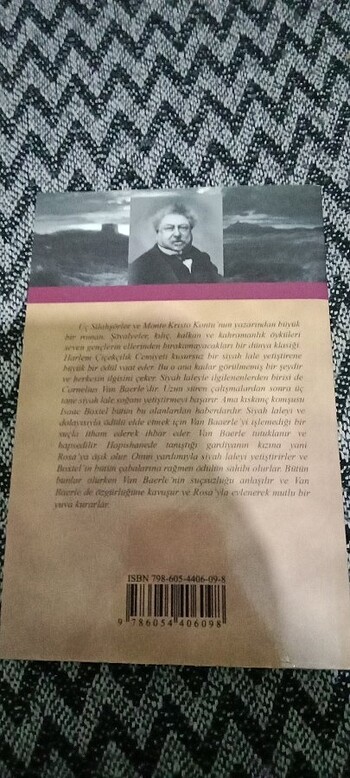 Üç Silahşörler ve Monte Kristo Kontu'nun yazarından büyük
bir roman. Şövalyeler, kılıç, kalkan ve kahramanlık öyküleri
seven gençlerin ellerinden bırakamayacakları bir dünya klasiği.
Harlem Çiçekçilik Cemiyeti kusursuz bir siyah lale yetiştirene
büyük bir ödül vaat eder. Bu o ana kadar görülmemiş bir şeydir
ve herkesin ilgisini çeker. Siyah laleyle ilgilenenlerden birisi de
Cornelius Van Baerle'dir. Uzun süren çalışmalardan sonra üç
tane siyah lale soğanı yetiştirmeyi başarır. Ama kıskanç komşusu
Isaac Boxtel bütün bu olanlardan haberdardır. Siyah laleyi ve
dolayısıyla ödülü elde etmek için Van Baaerle'yi işlemediği bir
suçla itham ederek ihbar eder. Van Baerle tutuklanır ve
hapsedilir. Hapishanede tanıştığı gardiyanın kızına yani
Rosa'ya aşık olur. Onun yardımıyla siyah laleyi yetiştirirler ve
Boxtel'in bütün çabalarına rağmen ödülün sahibi olurlar. Bütün
bunlar olurken Van Baerle'nin suçsuzluğu anlaşılır ve Van
Baerle de özgürlüğüne kavuşur ve Rosa'yla evlenerek mutlu bir
yuva kurarlar.
ISBN 798-605-4406-09-8
9 786054 406098